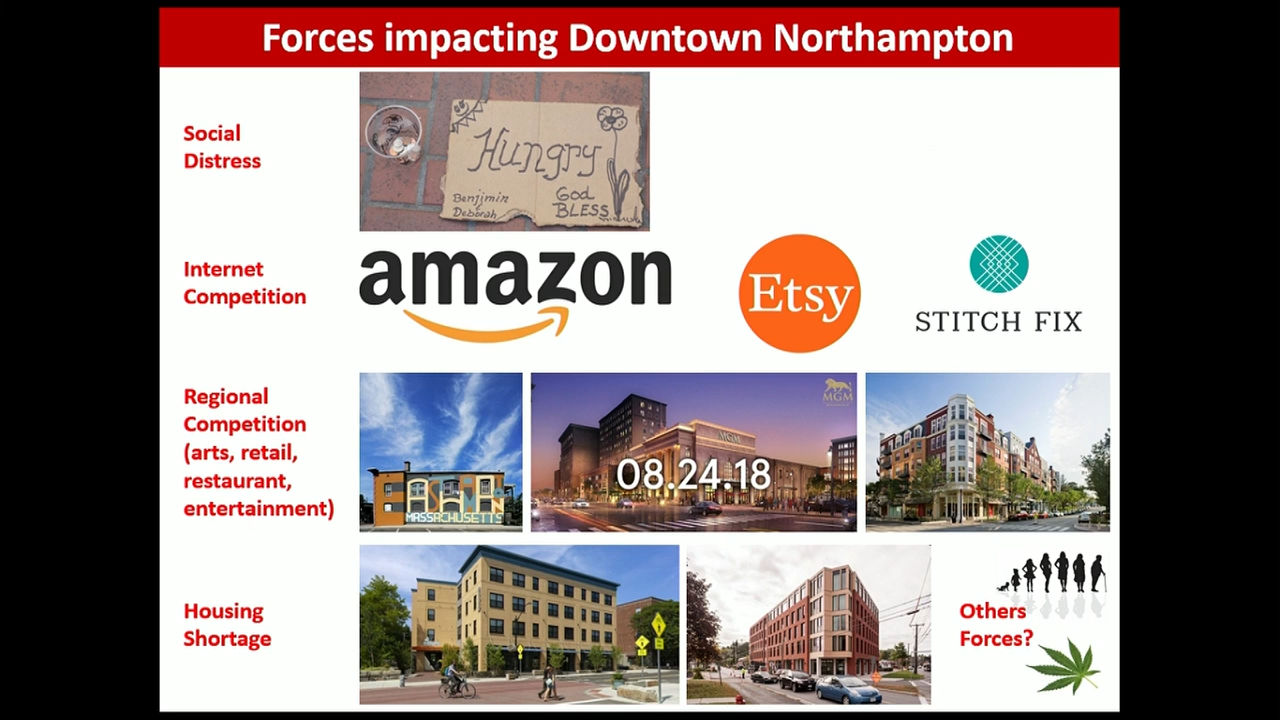 Forces impacting Downtown Northampton
Social
Distress
Hungry
Benjimin
Deborah
God
BLESS
Internet
Competition
amazon
Etsy
STITCH FIX
Regional
Competition
(arts, retail,
restaurant,
entertainment)
MASSACHUSETTS
MGM
MGM
08.24.18
Housing
Shortage
Others
Forces?